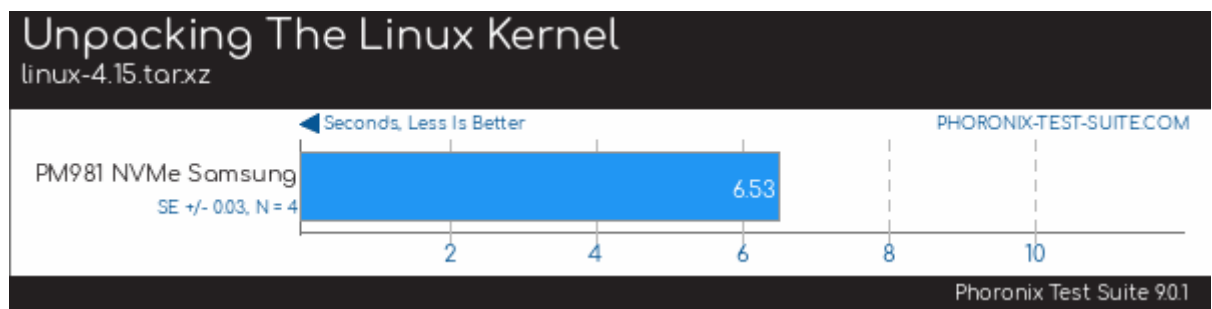 Unpacking The Linux Kernel
linux-4.15.tar.xz
Seconds, Less Is Better
PHORONIX-TEST-SUITE.COM
PM981 NVMe Samsung
6.53
SE +/- 0.03, N = 4
2
4
6
8
10
Phoronix Test Suite 9.0.1